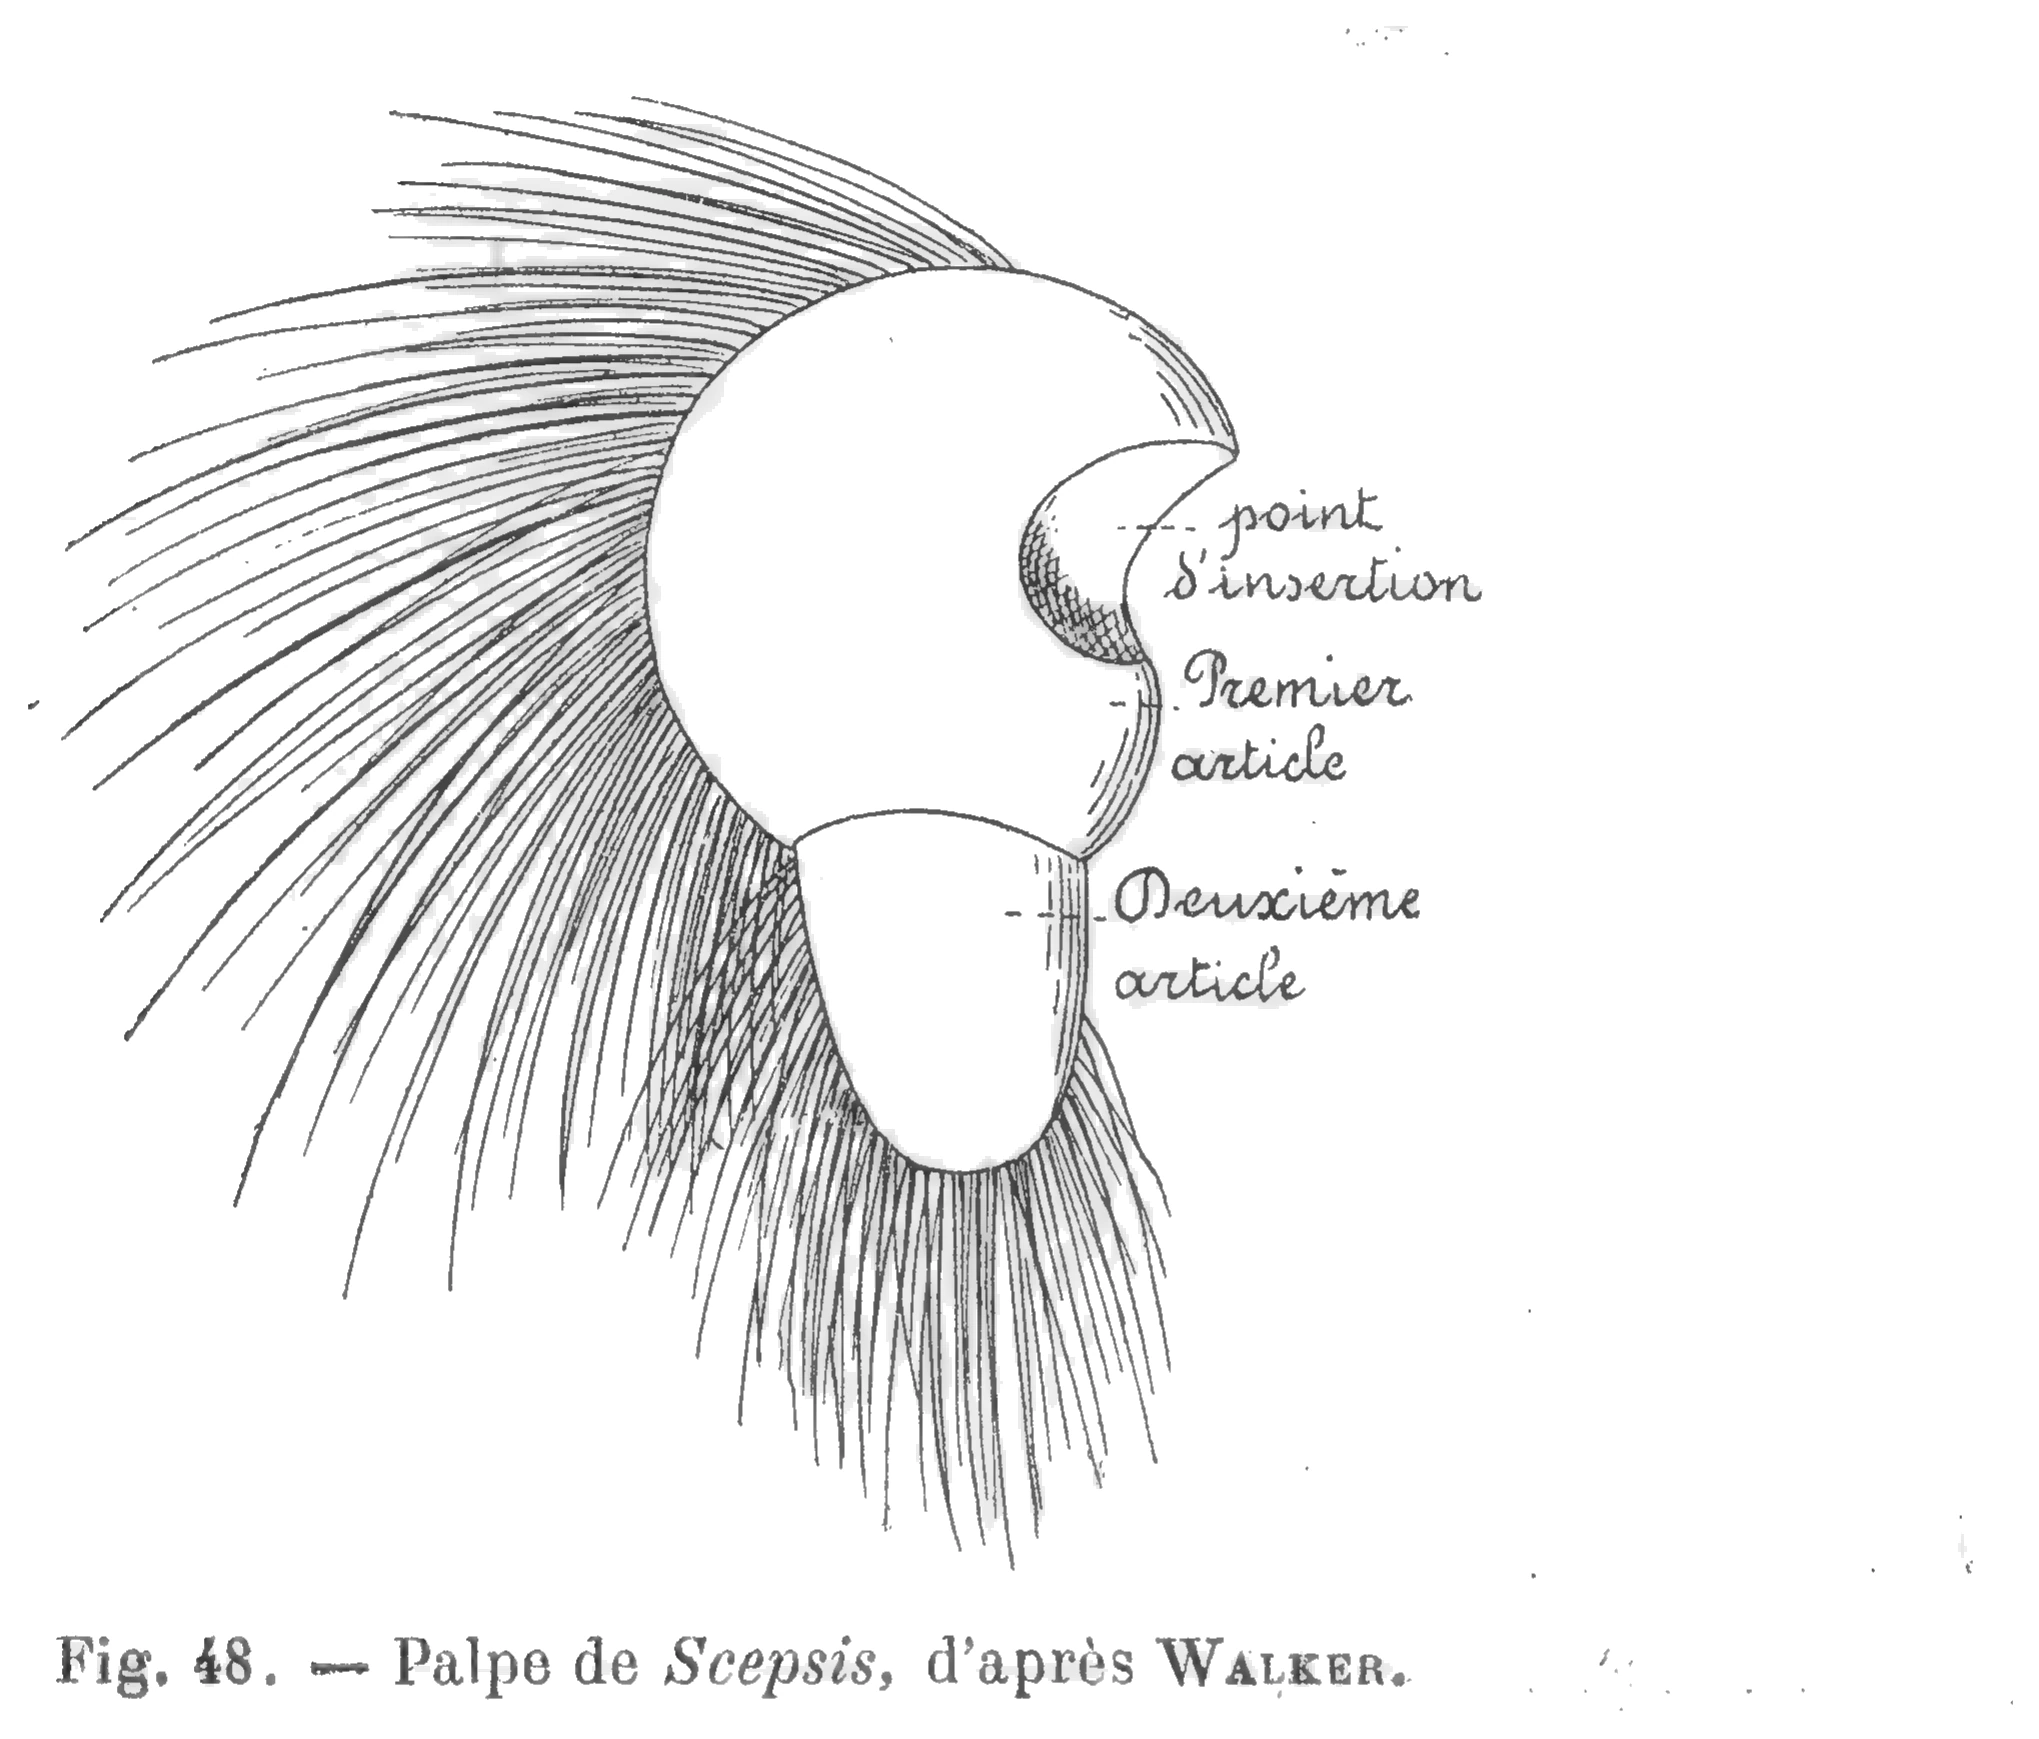 point
d'insertion
Premier
article
Deuxième
article
Fig. 48. — Palpe de Scepsis, d'après WALKER.